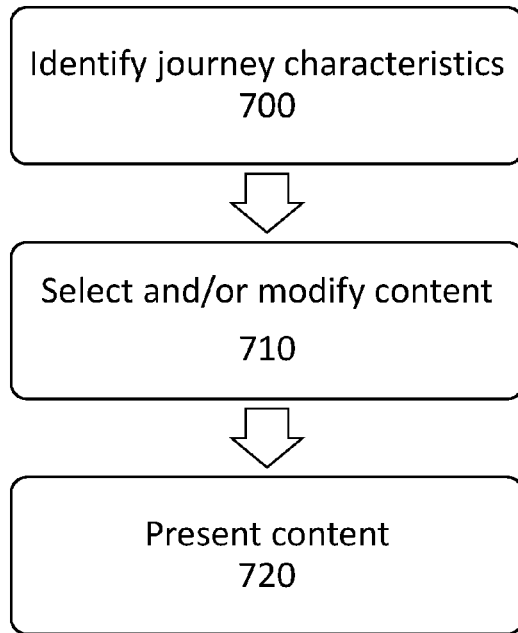 Identify journey characteristics
700
Select and/or modify content
710
Present content
720